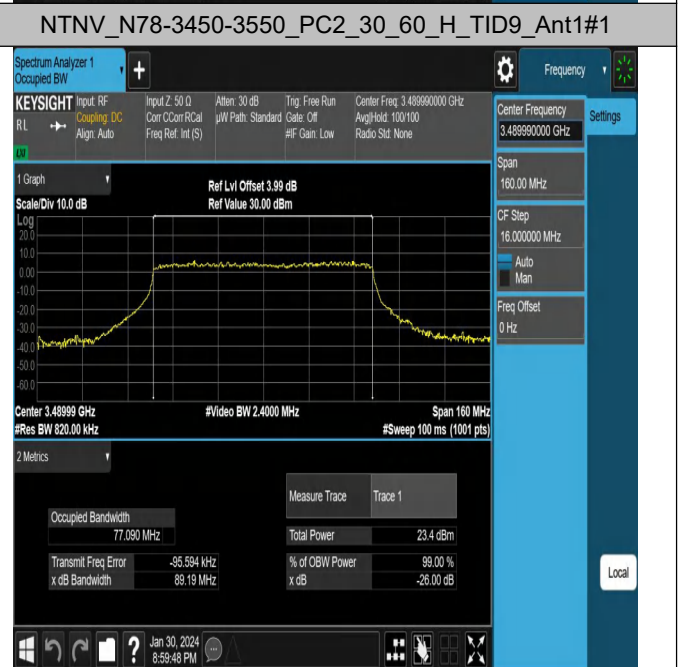 NTNV_N78-3450-3550_PC2_30_60_H_TID9_Ant1#1
Spectrum Analyzer 1
Occupied BW
+
Frequency
KEYSIGHT
RL
LXI
Input: RF
Coupling: DC
Align: Auto
Input Z: 50 Ω
Corr CCorr RCal
Freq Ref: Int (S)
Atten: 30 dB
µW Path: Standard
Trig: Free Run
Gate: Off
#IF Gain: Low
Center Freq: 3.489990000 GHz
Avg|Hold: 100/100
Radio Std: None
Center Frequency
3.489990000 GHz
Settings
Span
160.00 MHz
CF Step
16.000000 MHz
Auto
Man
Freq Offset
0 Hz
1 Graph
Ref Lvl Offset 3.99 dB
Scale/Div 10.0 dB
Ref Value 30.00 dBm
Log
20.0
10.0
0.00
-10.0
-20.0
-30.0
-40.0
-50.0
-60.0
Center 3.48999 GHz
#Video BW 2.4000 MHz
Span 160 MHz
#Res BW 820.00 kHz
#Sweep 100 ms (1001 pts)
2 Metrics
Measure Trace
Trace 1
Occupied Bandwidth
77.090 MHz
Total Power
23.4 dBm
Transmit Freq Error
-95.594 kHz
% of OBW Power
99.00 %
x dB Bandwidth
89.19 MHz
x dB
-26.00 dB
Local
?
Jan 30, 2024
8:59:48 PM